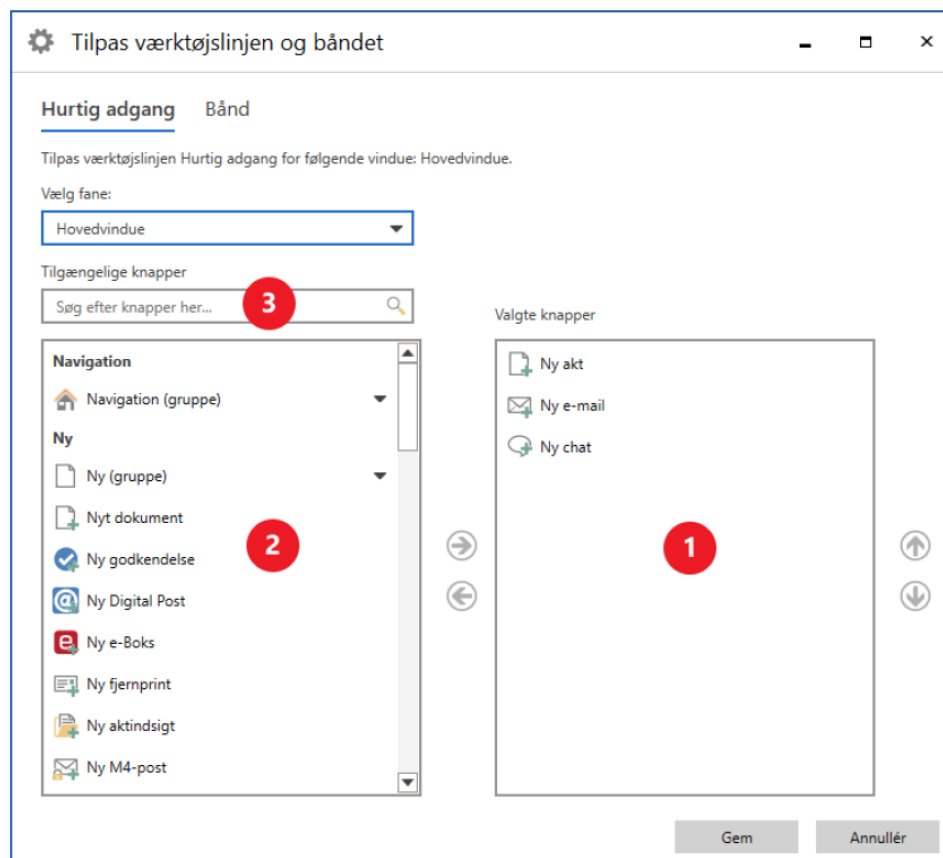 Tilpas værktøjslinjen og båndet
Hurtig adgang Bånd
Tilpas værktøjslinjen Hurtig adgang for følgende vindue: Hovedvindue.
Vælg fane:
Hovedvindue
Tilgængelige knapper
Søg efter knapper her...
3
Navigation
Navigation (gruppe)
Ny
Ny (gruppe)
Nyt dokument
Ny godkendelse
Ny Digital Post
Ny e-Boks
Ny fjernprint
Ny aktindsigt
Ny M4-post
2
Valgte knapper
Ny akt
Ny e-mail
Ny chat
1
Gem Annullér